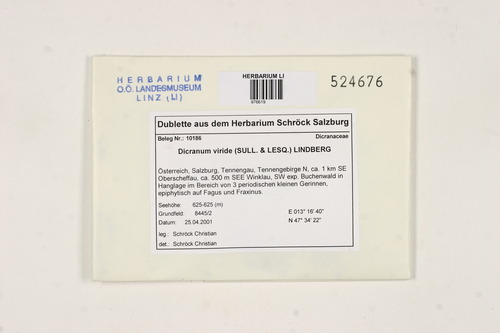 HERBARIUM
O.Ö. LANDESMUSEUM
LINZ (LI)
HERBARIUM LI
524676
Dublette aus dem Herbarium Schröck Salzburg
Beleg Nr.: 10186 Dicranaceae
Dicranum viride (SULL. & LESQ.) LINDBERG
Österreich, Salzburg, Tennengau, Tennengebirge N, ca. 1 km SE
Oberscheffau, ca. 500 m SEE Winklau, SW exp. Buchenwald in
Hanglage im Bereich von 3 periodischen kleinen Gerinnen,
epiphytisch auf Fagus und Fraxinus.
Seehöhe: 625-625 (m)
Grundfeld: 8445/2 E 013° 16' 40"
Datum: 25.04.2001 N 47° 34' 22"
leg.: Schröck Christian
det.: Schröck Christian